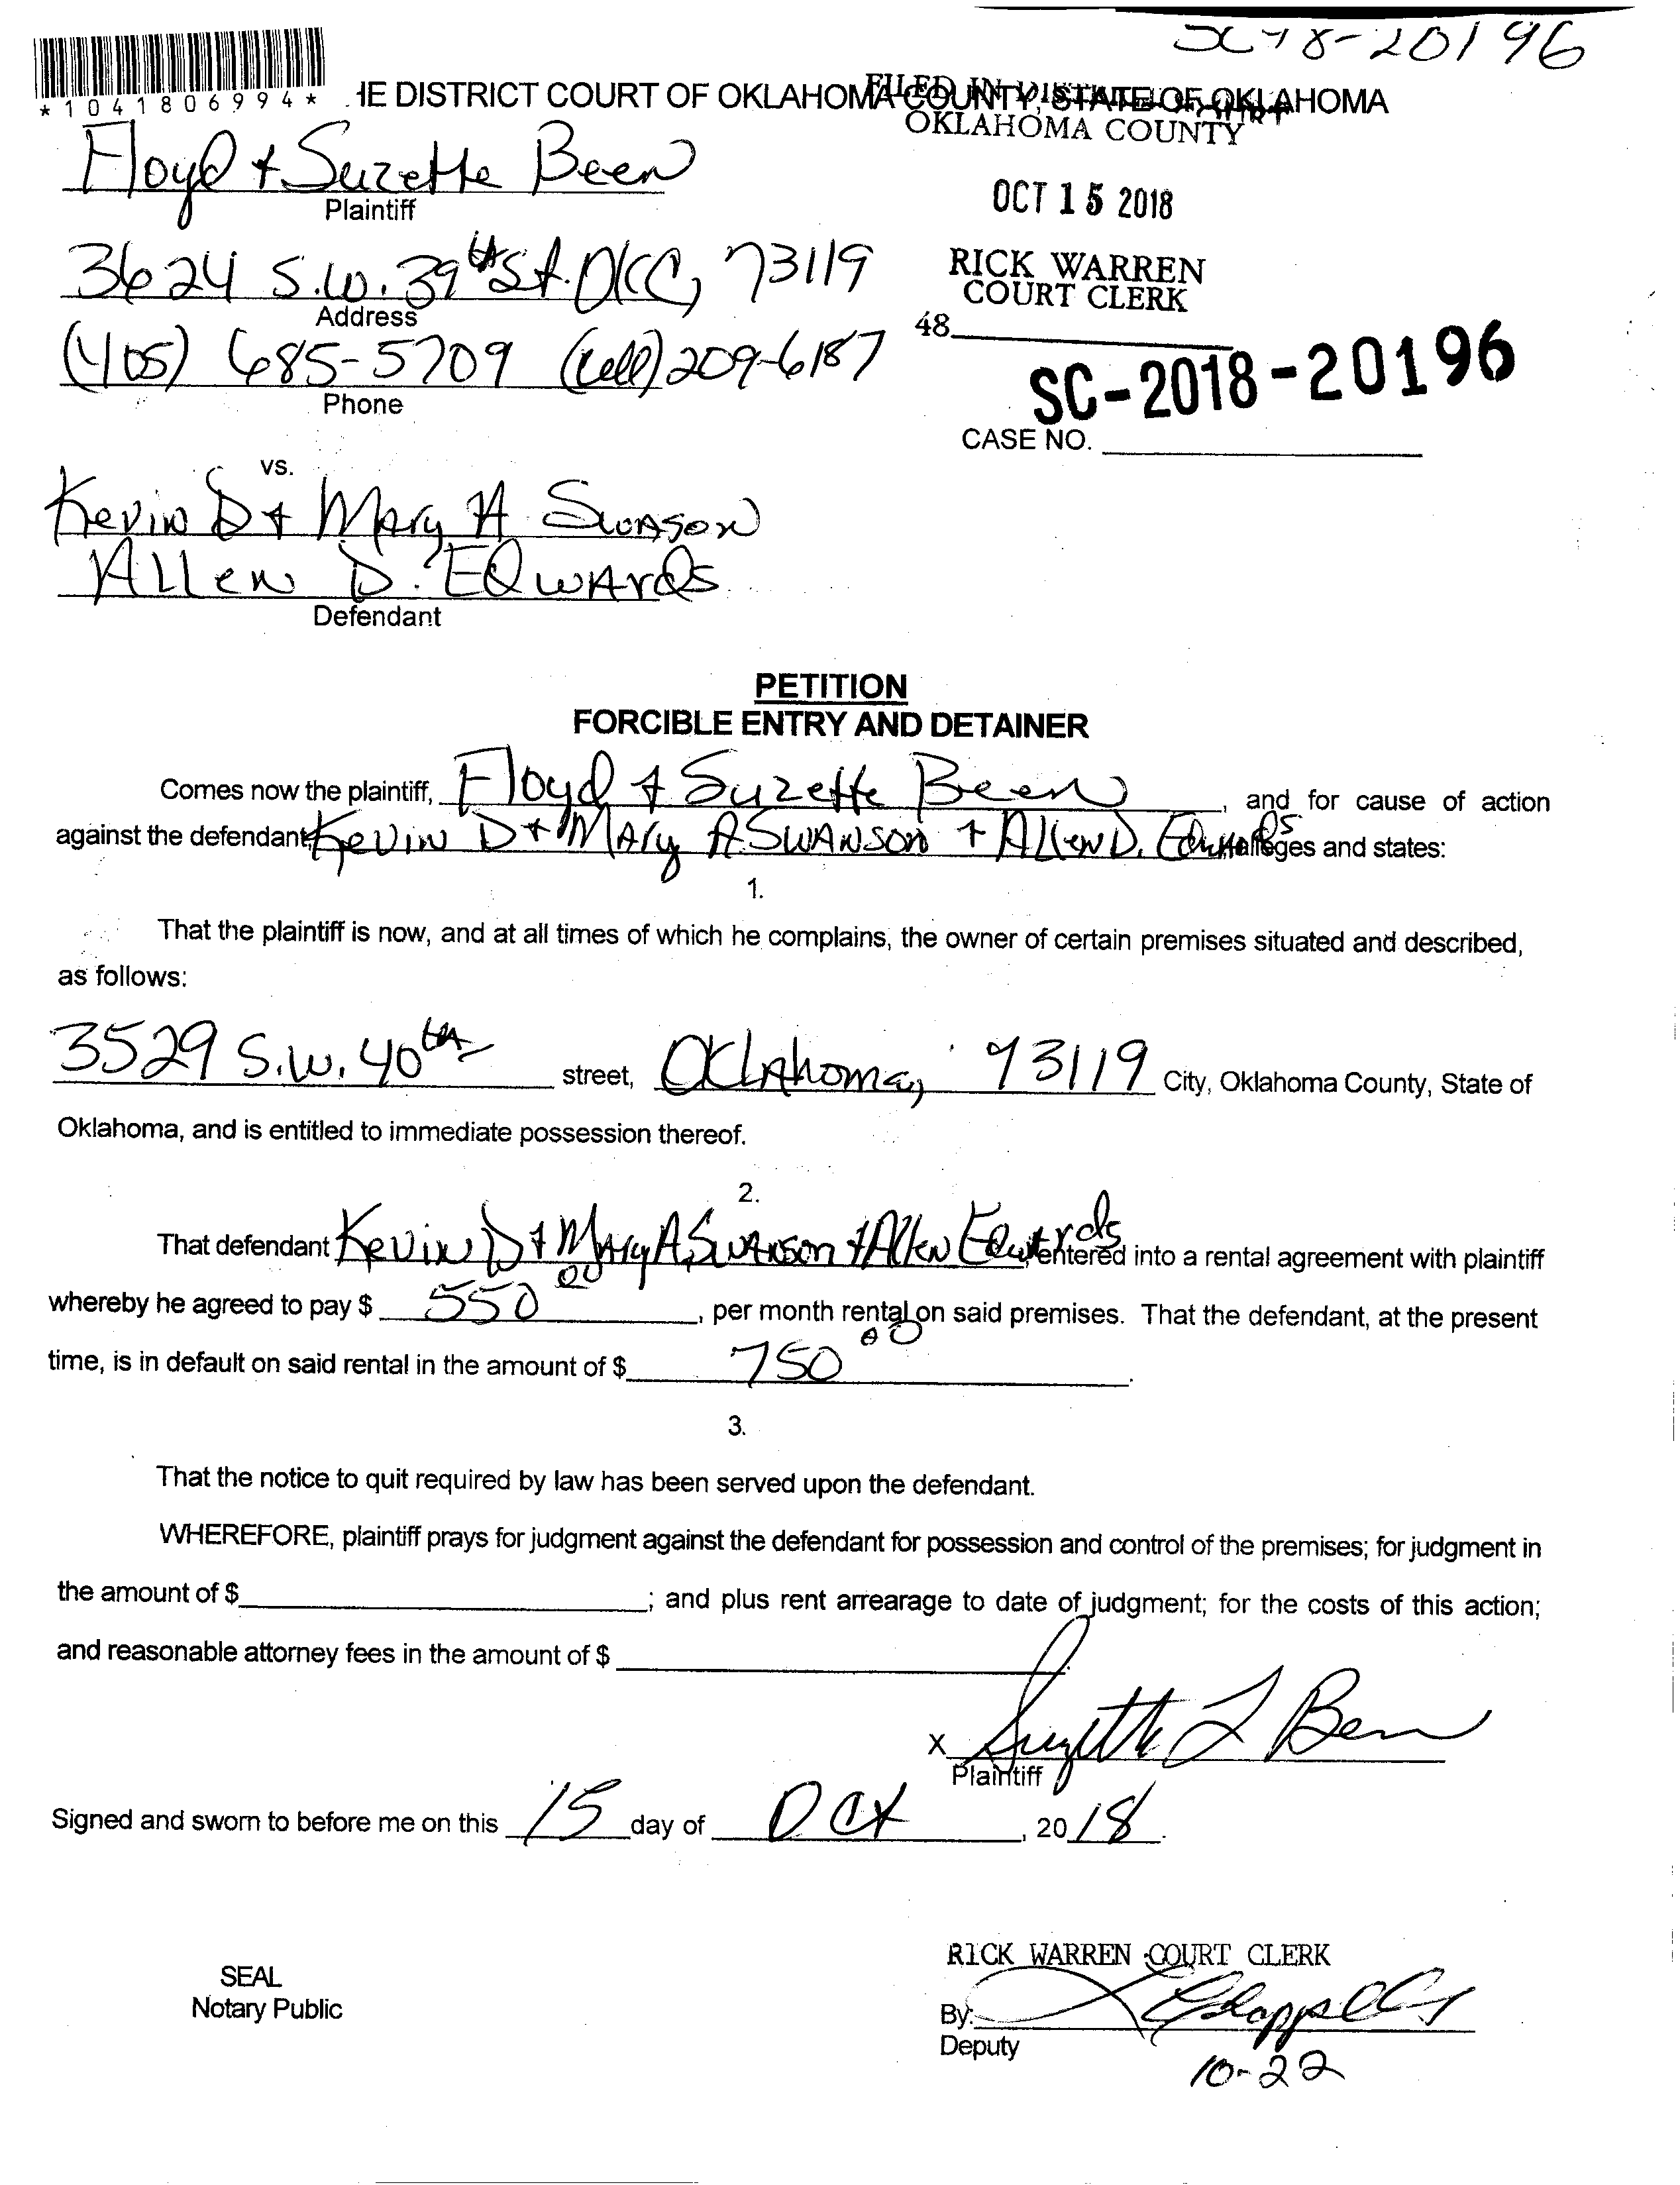 SC-18-20196
*1041806994*
HE DISTRICT COURT OF OKLAHOMA COUNTY, STATE OF OKLAHOMA
FILED IN DISTRICT COURT
OKLAHOMA COUNTY
Floyd + Suzette Been
Plaintiff
OCT 15 2018
3624 S.W. 39th St. OKC, 73119
Address
RICK WARREN
COURT CLERK
48
(405) 685-5709 (cell) 209-6187
Phone
SC-2018-20196
CASE NO.
vs.
Kevin D + Mary A Swanson
Allen D. Edwards
Defendant
PETITION
FORCIBLE ENTRY AND DETAINER
Comes now the plaintiff, Floyd + Suzette Been, and for cause of action
against the defendant, Kevin D + Mary A Swanson + Allen D. Edwards alleges and states:
1.
That the plaintiff is now, and at all times of which he complains, the owner of certain premises situated and described,
as follows:
3529 S.W. 40th street, Oklahoma, 73119 City, Oklahoma County, State of
Oklahoma, and is entitled to immediate possession thereof.
2.
That defendant Kevin D + Mary A Swanson + Allen Edwards, entered into a rental agreement with plaintiff
whereby he agreed to pay $ 550 00, per month rental on said premises. That the defendant, at the present
time, is in default on said rental in the amount of $ 750 00.
3.
That the notice to quit required by law has been served upon the defendant.
WHEREFORE, plaintiff prays for judgment against the defendant for possession and control of the premises; for judgment in
the amount of $ ; and plus rent arrearage to date of judgment; for the costs of this action;
and reasonable attorney fees in the amount of $ .
X Suzette L Been
Plaintiff
Signed and sworn to before me on this 15 day of Oct, 2018.
RICK WARREN COURT CLERK
SEAL
Notary Public
By:
Deputy
10-22